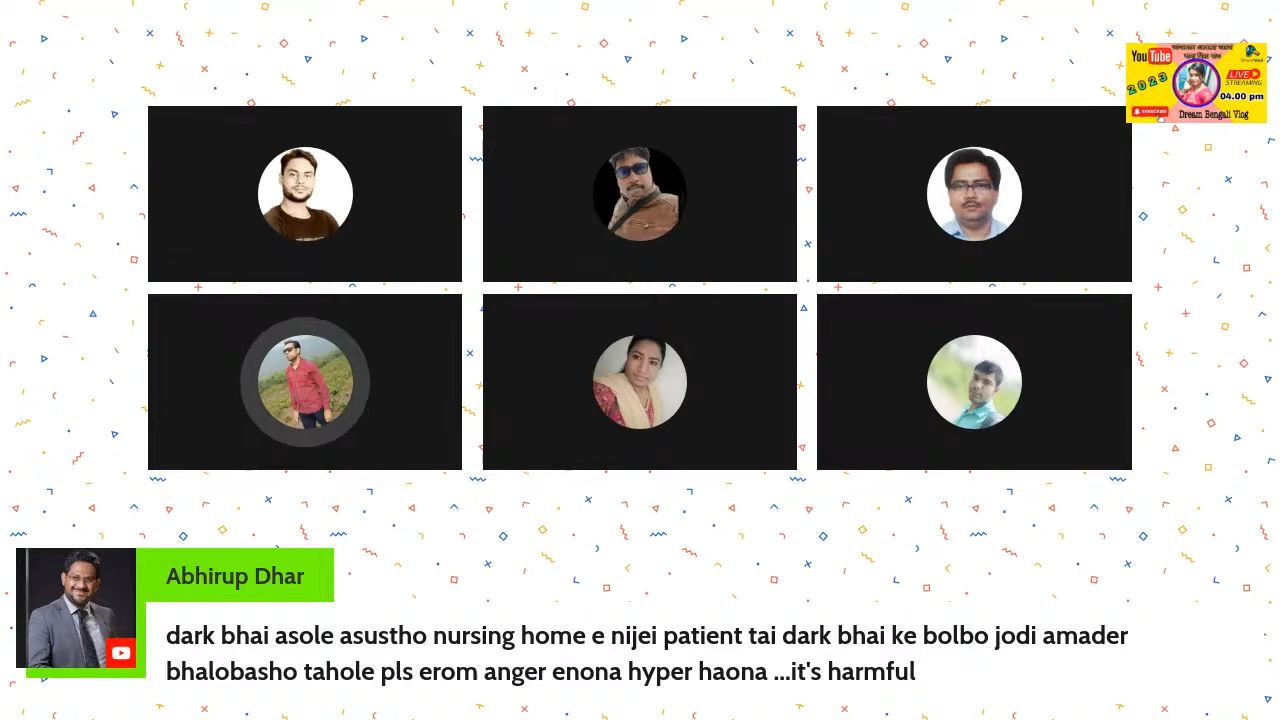 YouTube
2023
LIVE
STREAMING
04.00 pm
SUBSCRIBE
Dream Bengali Vlog
Abhirup Dhar
dark bhai asole asustho nursing home e nijei patient tai dark bhai ke bolbo jodi amader
bhalobasho tahole pls erom anger enona hyper haona ...it's harmful